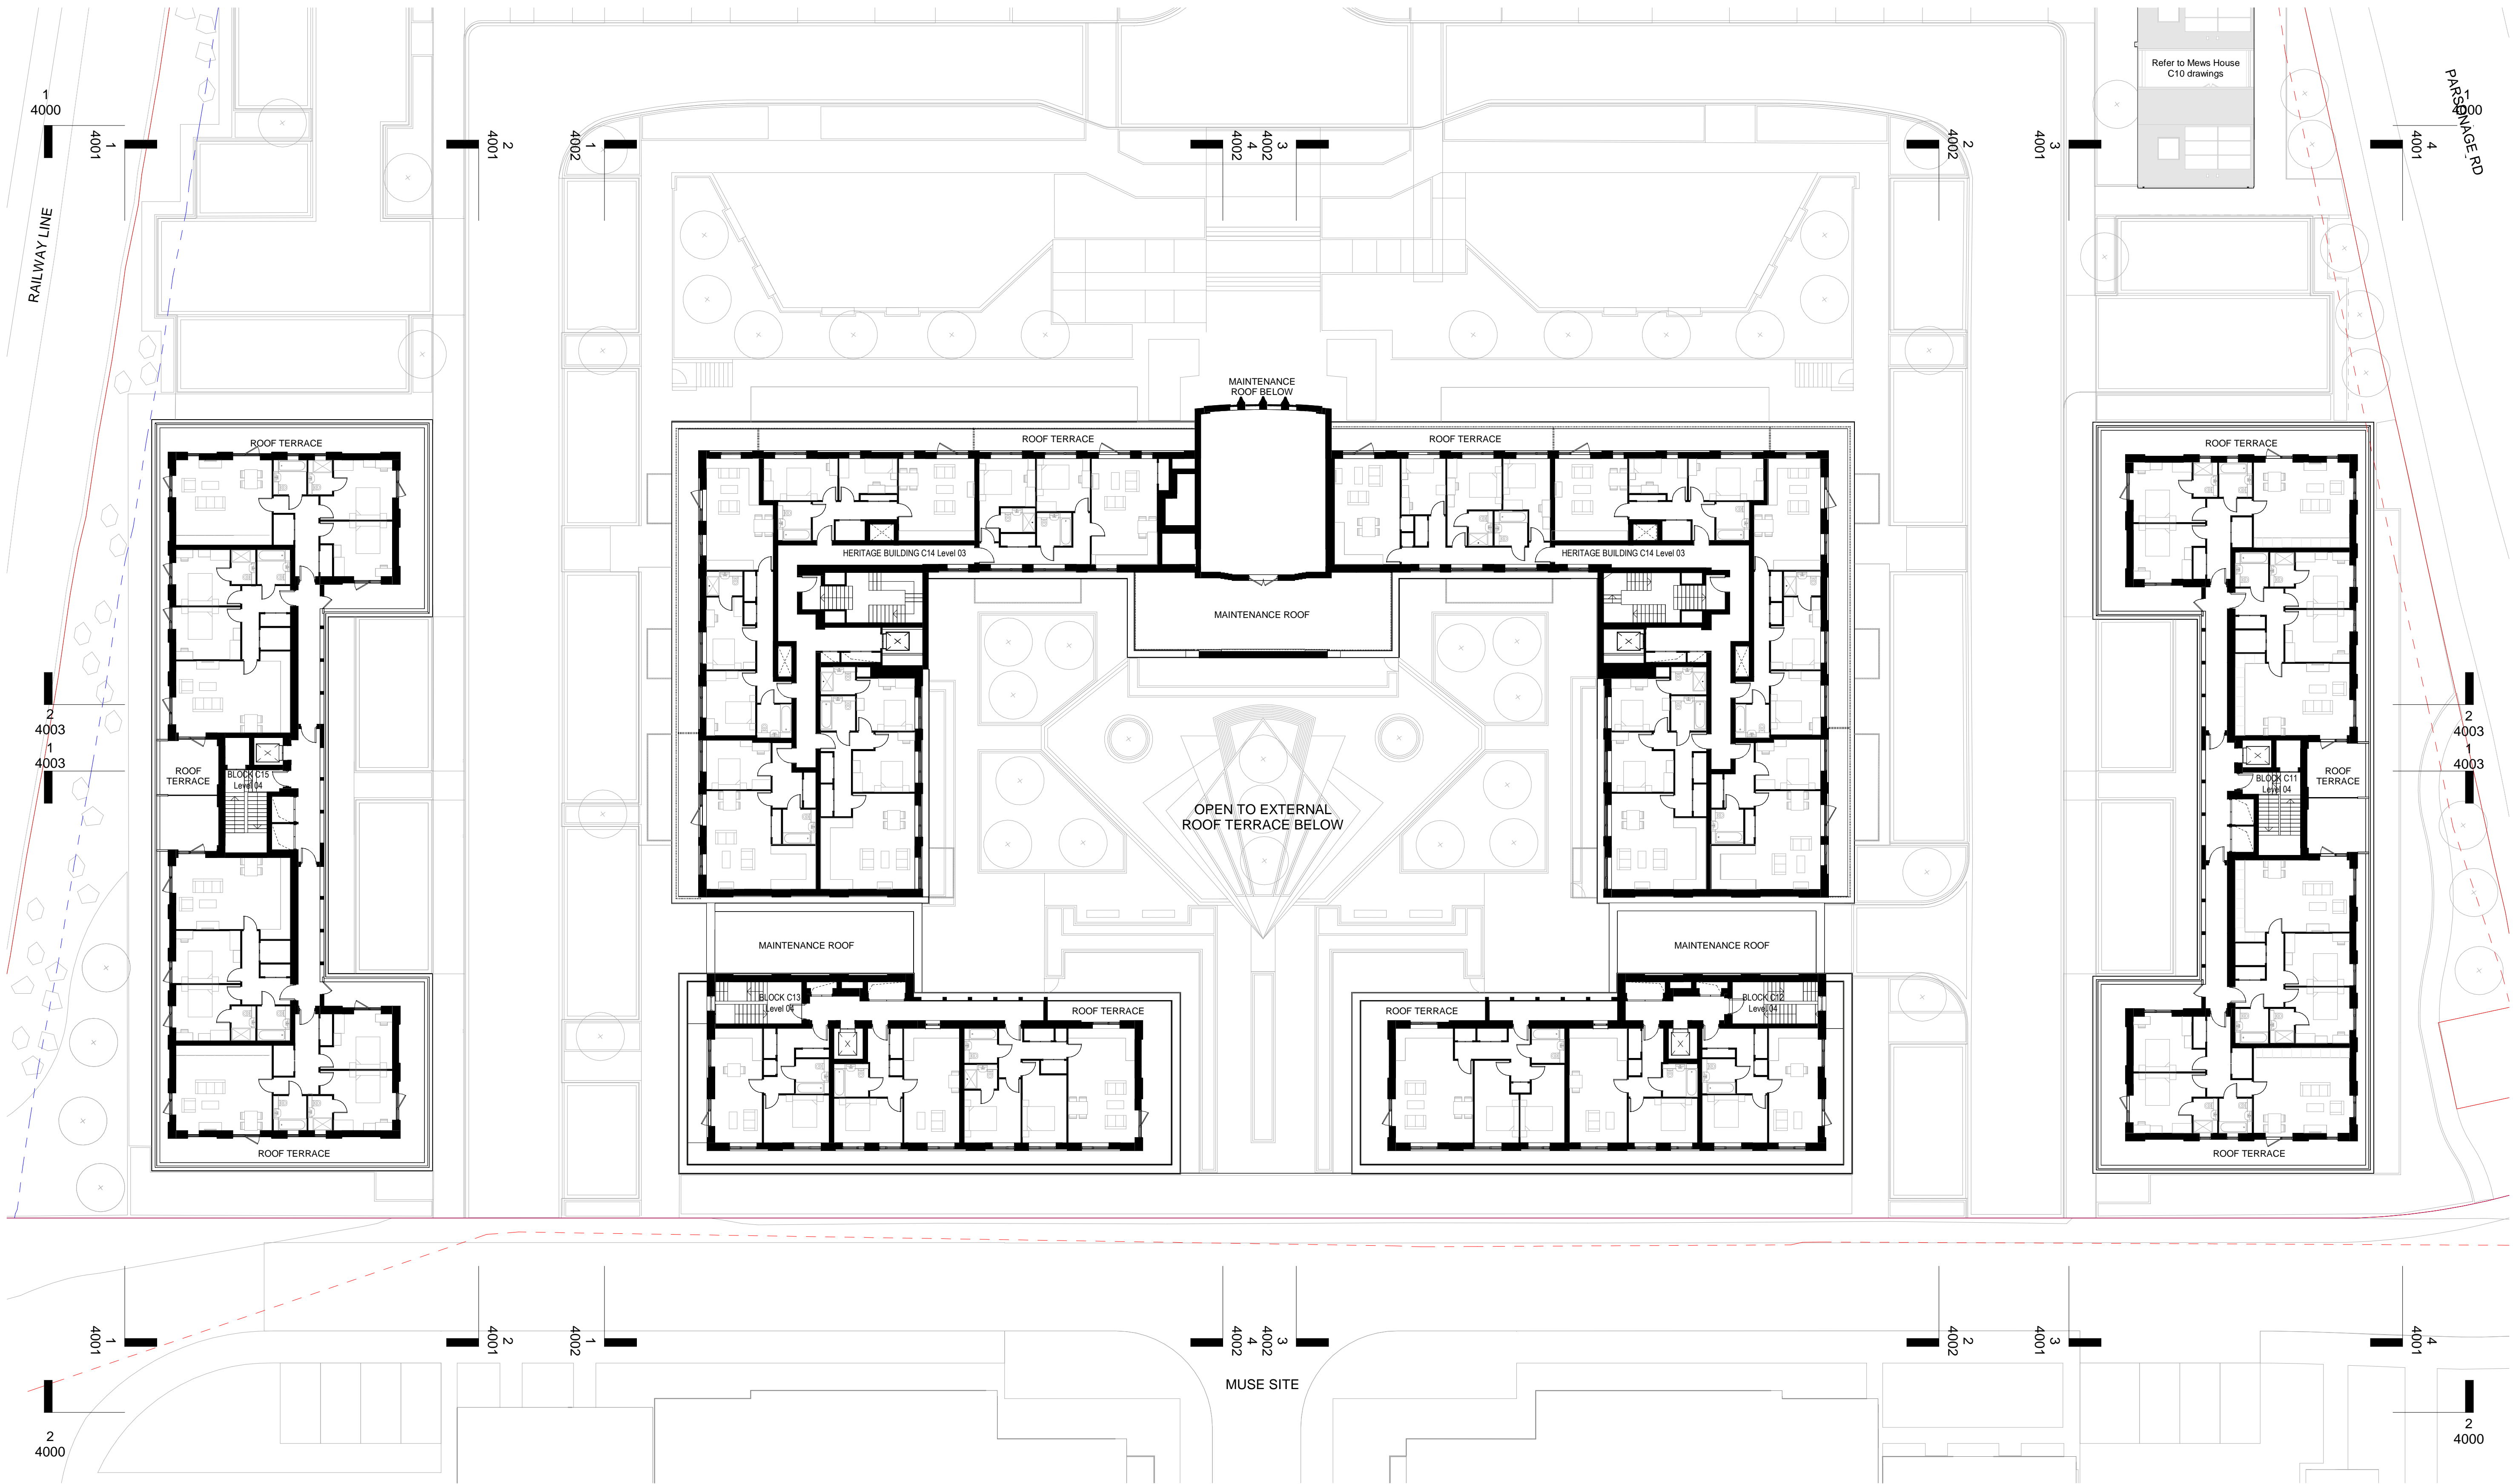 Refer to Mews House
C10 drawings
PARSONAGE RD
1
4000
1
4000
1
4001
2
4001
1
4002
4
4002
3
4002
2
4002
3
4001
4
4001
RAILWAY LINE
MAINTENANCE
ROOF BELOW
ROOF TERRACE
ROOF TERRACE
ROOF TERRACE
ROOF TERRACE
HERITAGE BUILDING C14 Level 03
HERITAGE BUILDING C14 Level 03
MAINTENANCE ROOF
2
4003
1
4003
2
4003
1
4003
ROOF
TERRACE
BLOCK C15
Level 04
BLOCK C11
Level 04
ROOF
TERRACE
OPEN TO EXTERNAL
ROOF TERRACE BELOW
MAINTENANCE ROOF
MAINTENANCE ROOF
BLOCK C13
Level 04
ROOF TERRACE
ROOF TERRACE
BLOCK C12
Level 04
ROOF TERRACE
ROOF TERRACE
1
4001
2
4001
1
4002
4
4002
3
4002
2
4002
3
4001
4
4001
MUSE SITE
2
4000
2
4000